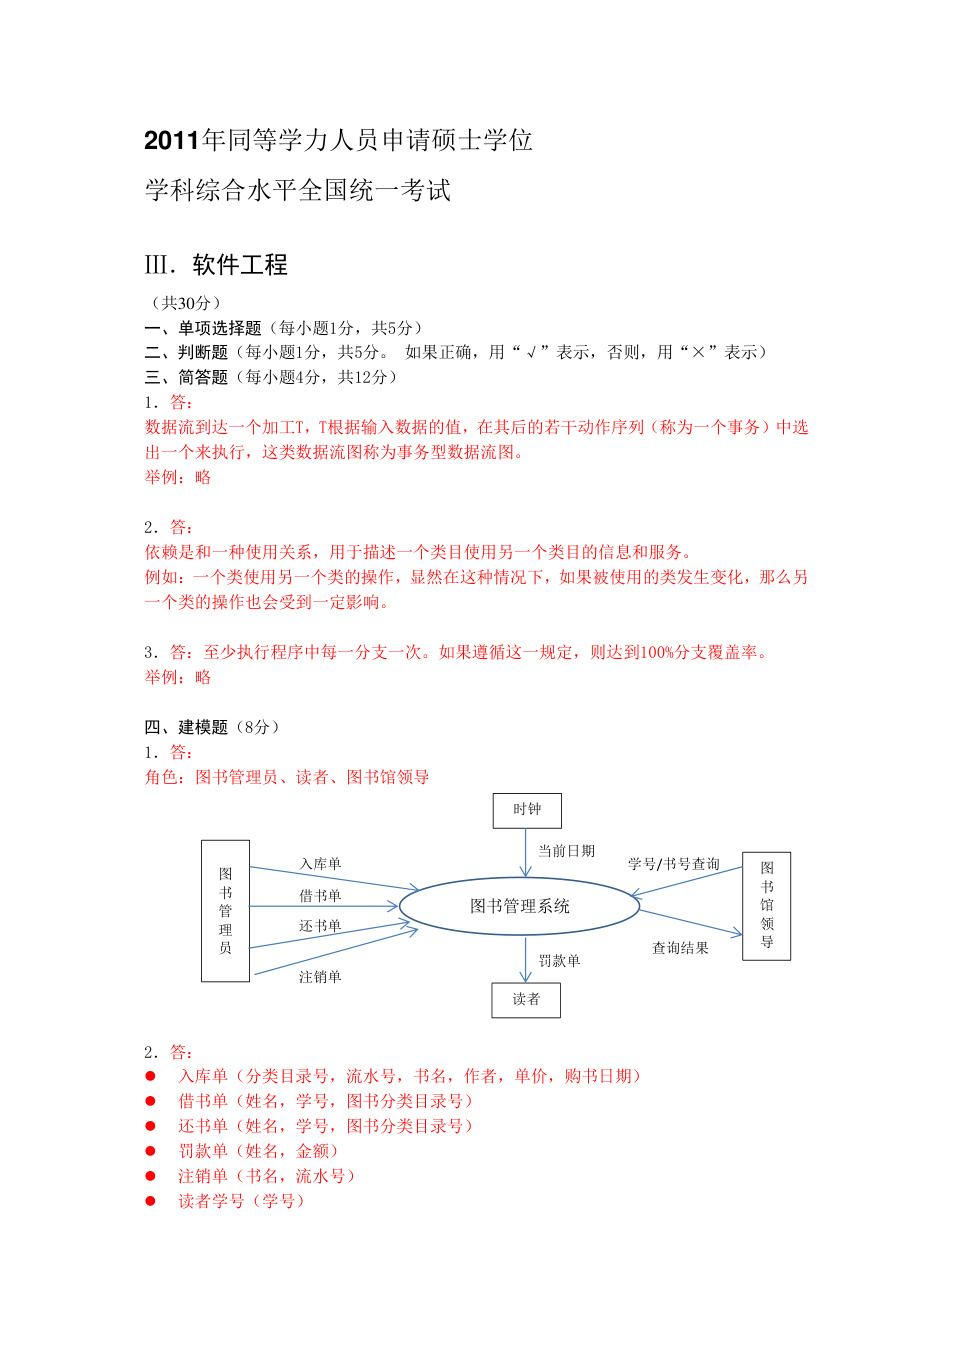 2011年同等学力人员申请硕士学位
学科综合水平全国统一考试
III．软件工程
（共30分）
一、单项选择题（每小题1分，共5分）
二、判断题（每小题1分，共5分。 如果正确，用“√”表示，否则，用“×”表示）
三、简答题（每小题4分，共12分）
1．答：
数据流到达一个加工T，T根据输入数据的值，在其后的若干动作序列（称为一个事务）中选
出一个来执行，这类数据流图称为事务型数据流图。
举例：略
2．答：
依赖是和一种使用关系，用于描述一个类目使用另一个类目的信息和服务。
例如：一个类使用另一个类的操作，显然在这种情况下，如果被使用的类发生变化，那么另
一个类的操作也会受到一定影响。
3．答：至少执行程序中每一分支一次。如果遵循这一规定，则达到100%分支覆盖率。
举例：略
四、建模题（8分）
1．答：
角色：图书管理员、读者、图书馆领导
时钟
当前日期
图书管理员
入库单
借书单
还书单
注销单
图书管理系统
学号/书号查询
图书馆领导
查询结果
罚款单
读者
2．答：
● 入库单（分类目录号，流水号，书名，作者，单价，购书日期）
● 借书单（姓名，学号，图书分类目录号）
● 还书单（姓名，学号，图书分类目录号）
● 罚款单（姓名，金额）
● 注销单（书名，流水号）
● 读者学号（学号）